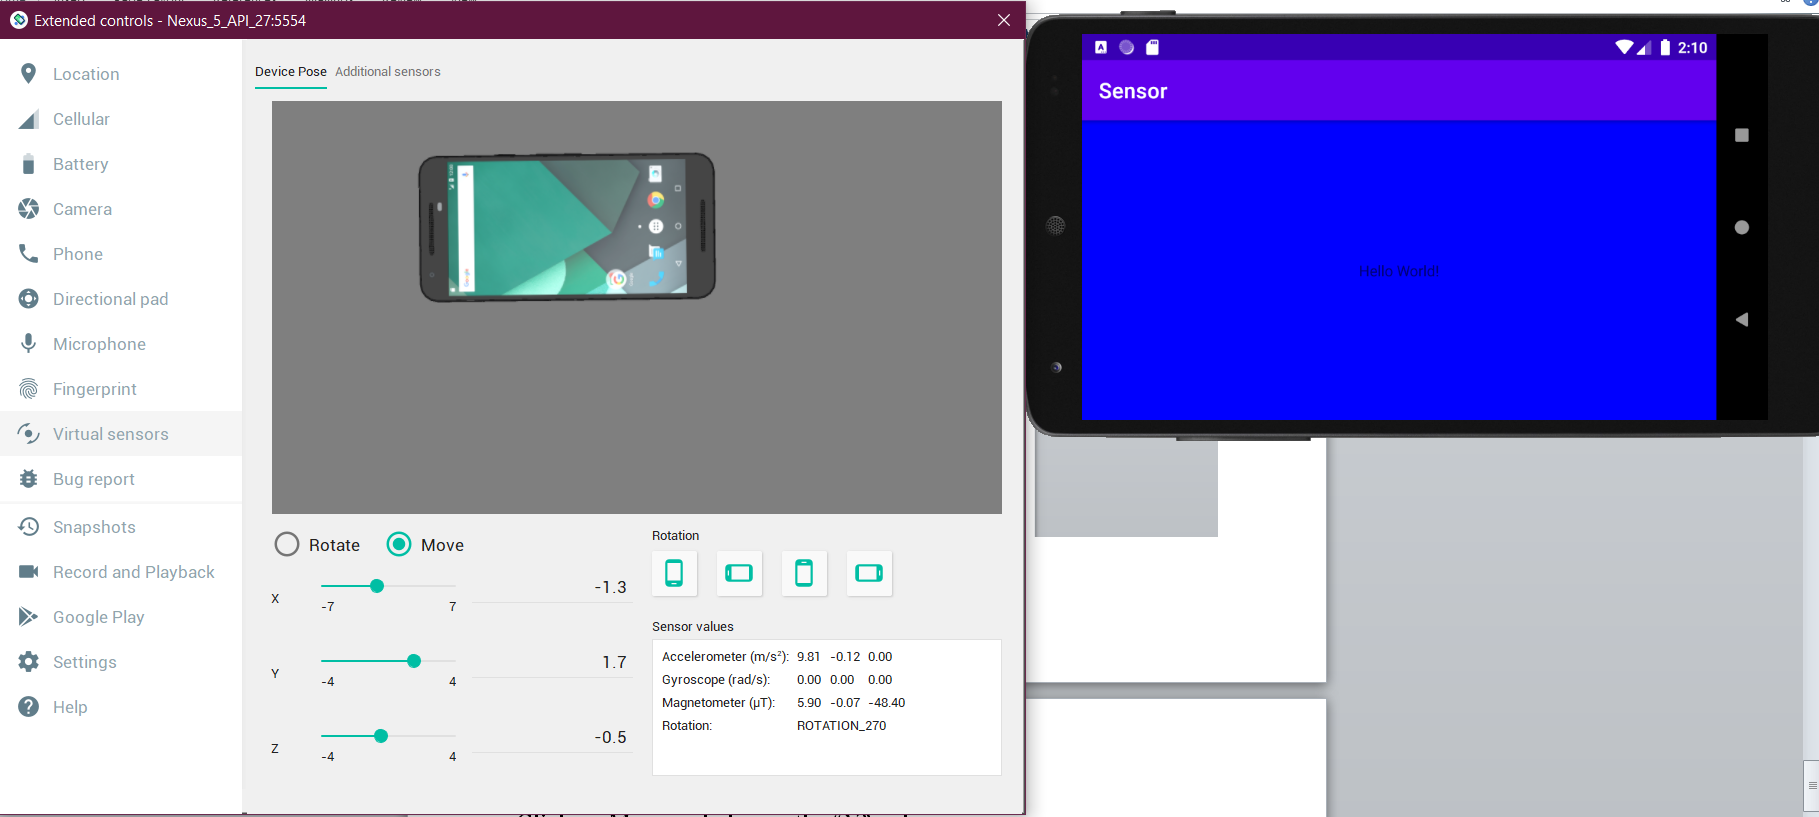 Extended controls - Nexus_5_API_27:5554
Location
Cellular
Battery
Camera
Phone
Directional pad
Microphone
Fingerprint
Virtual sensors
Bug report
Snapshots
Record and Playback
Google Play
Settings
Help
Device Pose Additional sensors
Rotate Move
X -1.3
-7 7
Y 1.7
-4 4
Z -0.5
-4 4
Rotation
Sensor values
Accelerometer (m/s²): 9.81 -0.12 0.00
Gyroscope (rad/s): 0.00 0.00 0.00
Magnetometer (μT): 5.90 -0.07 -48.40
Rotation: ROTATION_270
2:10
Sensor
Hello World!